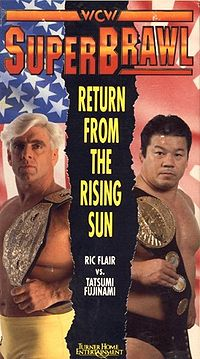 WCW
SUPERBRAWL
RETURN
FROM
THE
RISING
SUN
RIC FLAIR
VS.
TATSUMI
FUJINAMI
TURNER HOME
ENTERTAINMENT